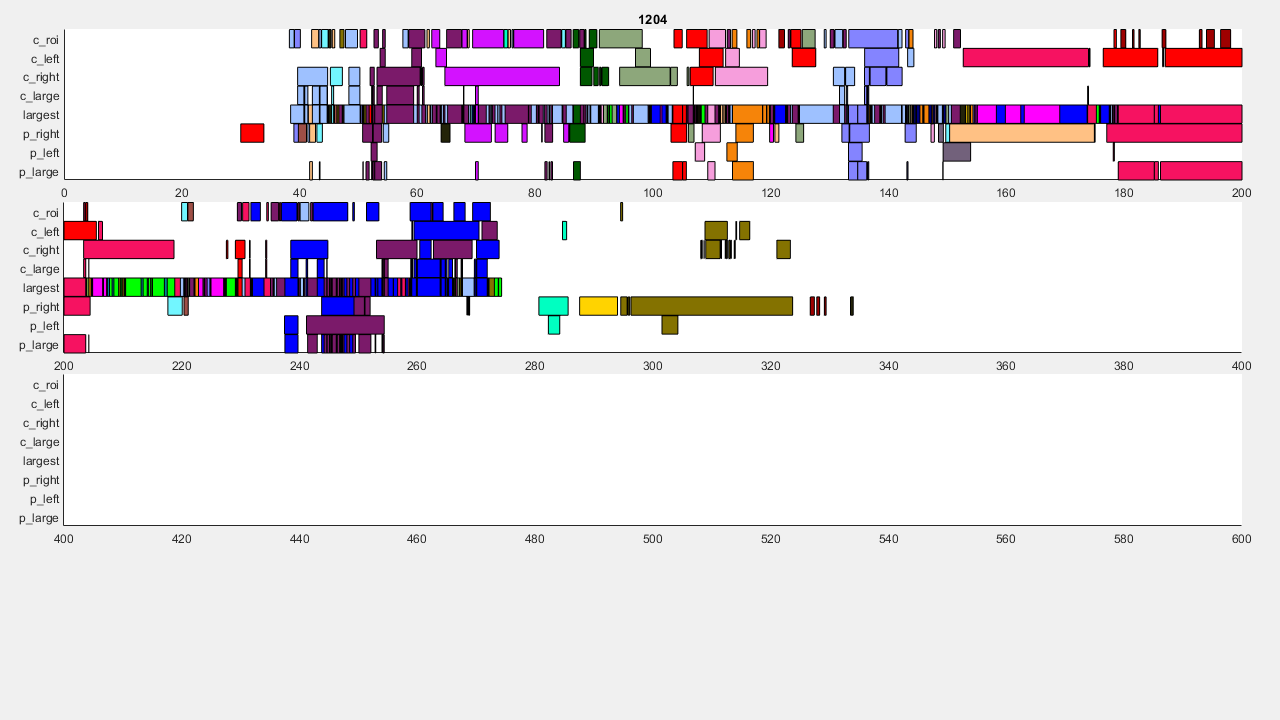 1204
c_roi
c_left
c_right
c_large
largest
p_right
p_left
p_large
0 20 40 60 80 100 120 140 160 180 200
c_roi
c_left
c_right
c_large
largest
p_right
p_left
p_large
200 220 240 260 280 300 320 340 360 380 400
c_roi
c_left
c_right
c_large
largest
p_right
p_left
p_large
400 420 440 460 480 500 520 540 560 580 600